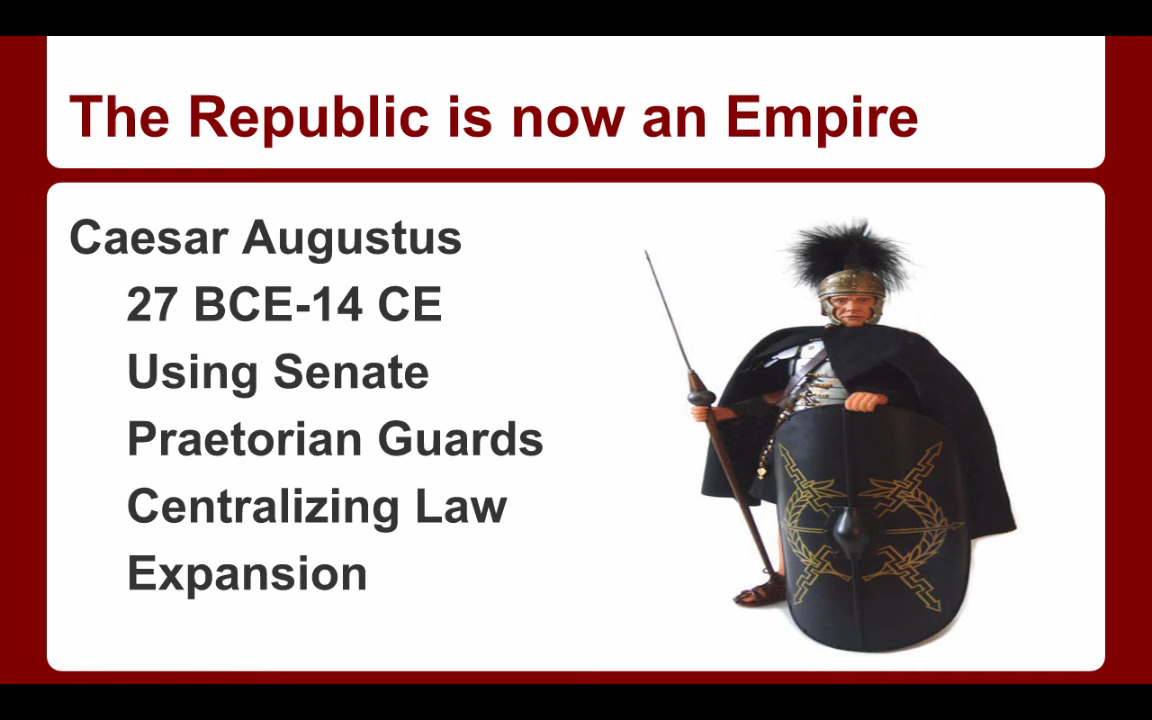 The Republic is now an Empire
Caesar Augustus
27 BCE-14 CE
Using Senate
Praetorian Guards
Centralizing Law
Expansion